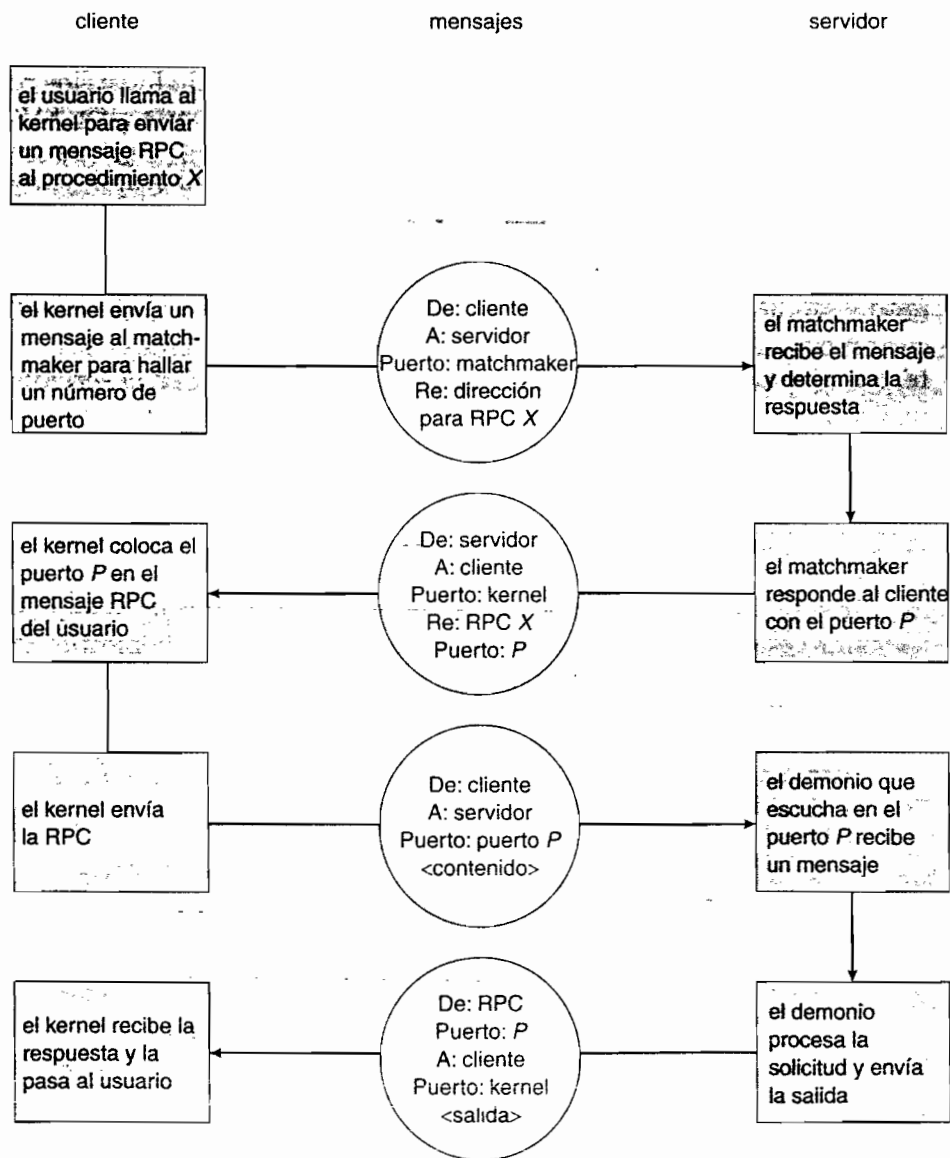 cliente
mensajes
servidor
el usuario llama al
kernel para enviar
un mensaje RPC
al procedimiento X
el kernel envía un
mensaje al match-
maker para hallar
un número de
puerto
De: cliente
A: servidor
Puerto: matchmaker
Re: dirección
para RPC X
el matchmaker
recibe el mensaje
y determina la
respuesta
el kernel coloca el
puerto P en el
mensaje RPC
del usuario
De: servidor
A: cliente
Puerto: kernel
Re: RPC X
Puerto: P
el matchmaker
responde al cliente
con el puerto P
el kernel envía
la RPC
De: cliente
A: servidor
Puerto: puerto P
<contenido>
el demonio que
escucha en el
puerto P recibe
un mensaje
el kernel recibe la
respuesta y la
pasa al usuario
De: RPC
Puerto: P
A: cliente
Puerto: kernel
<salida>
el demonio
procesa la
solicitud y envía
la salida